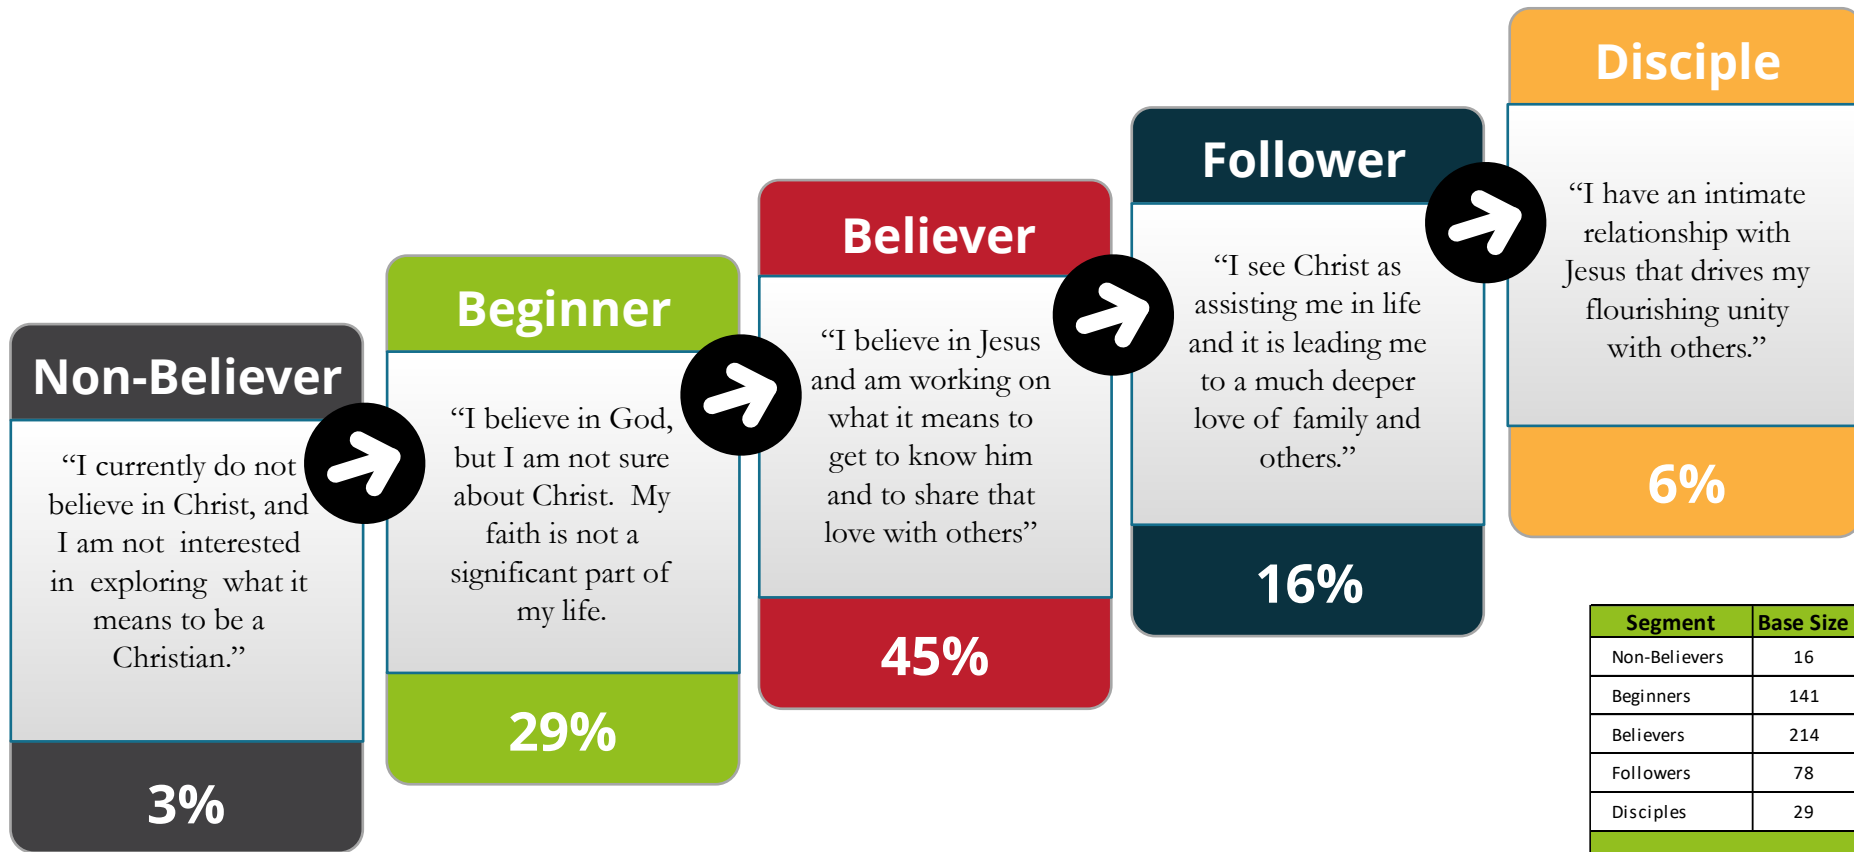 Non-Believer
“I currently do not
believe in Christ, and
I am not interested
in exploring what it
means to be a
Christian.”
3%
Beginner
“I believe in God,
but I am not sure
about Christ. My
faith is not a
significant part of
my life.
29%
Believer
“I believe in Jesus
and am working on
what it means to
get to know him
and to share that
love with others”
45%
Follower
“I see Christ as
assisting me in life
and it is leading me
to a much deeper
love of family and
others.”
16%
Disciple
“I have an intimate
relationship with
Jesus that drives my
flourishing unity
with others.”
6%
Segment Base Size
Non-Believers 16
Beginners 141
Believers 214
Followers 78
Disciples 29